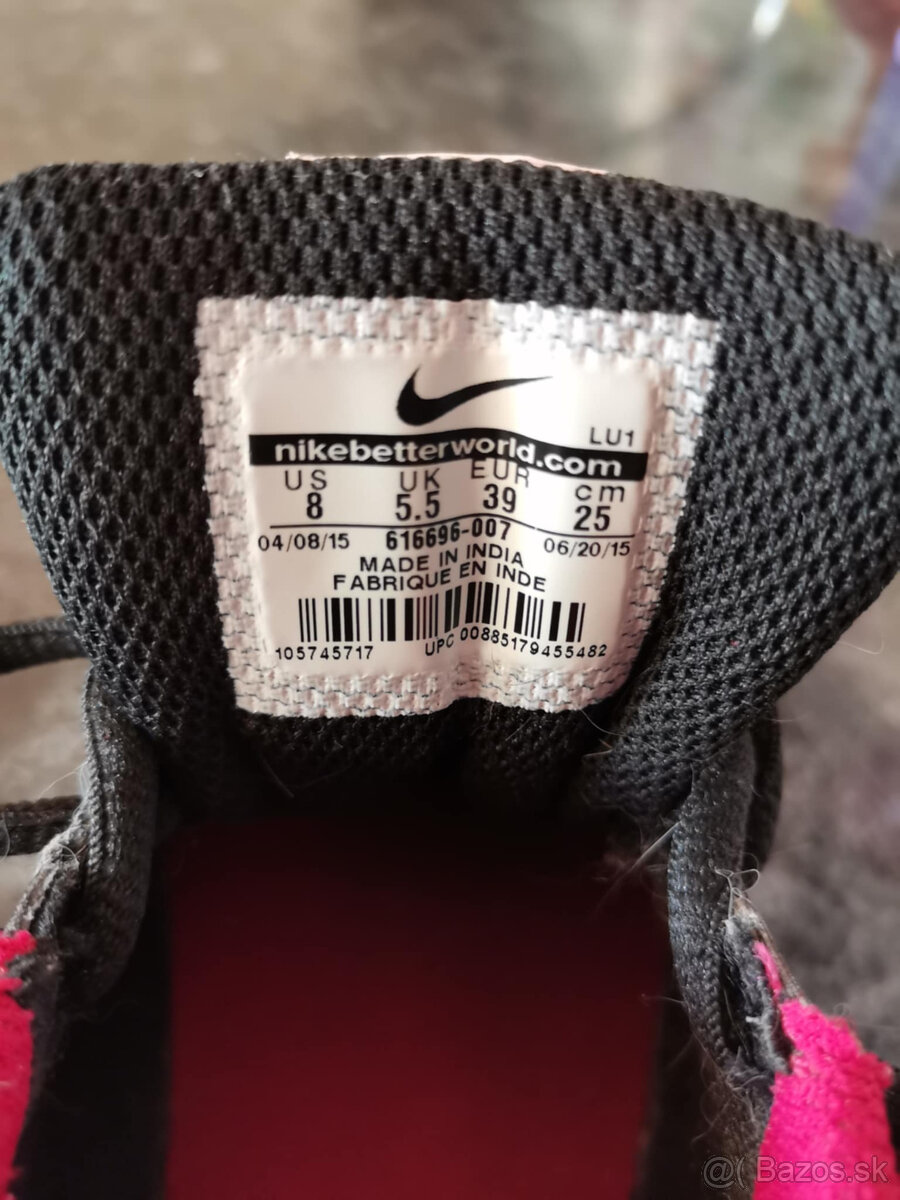 LU1
nikebetterworld.com
US UK EUR cm
8 5.5 39 25
04/08/15 616696-007 06/20/15
MADE IN INDIA
FABRIQUE EN INDE
105745717 UPC 00885179455482
@( Bazos.sk